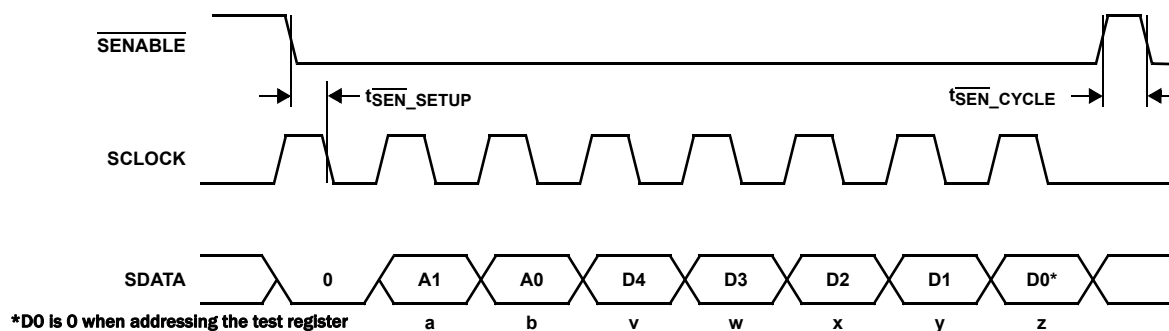 SENABLE
tSEN_SETUP
tSEN_CYCLE
SCLOCK
SDATA
0 A1 A0 D4 D3 D2 D1 D0*
*D0 is 0 when addressing the test register
a b v w x y z